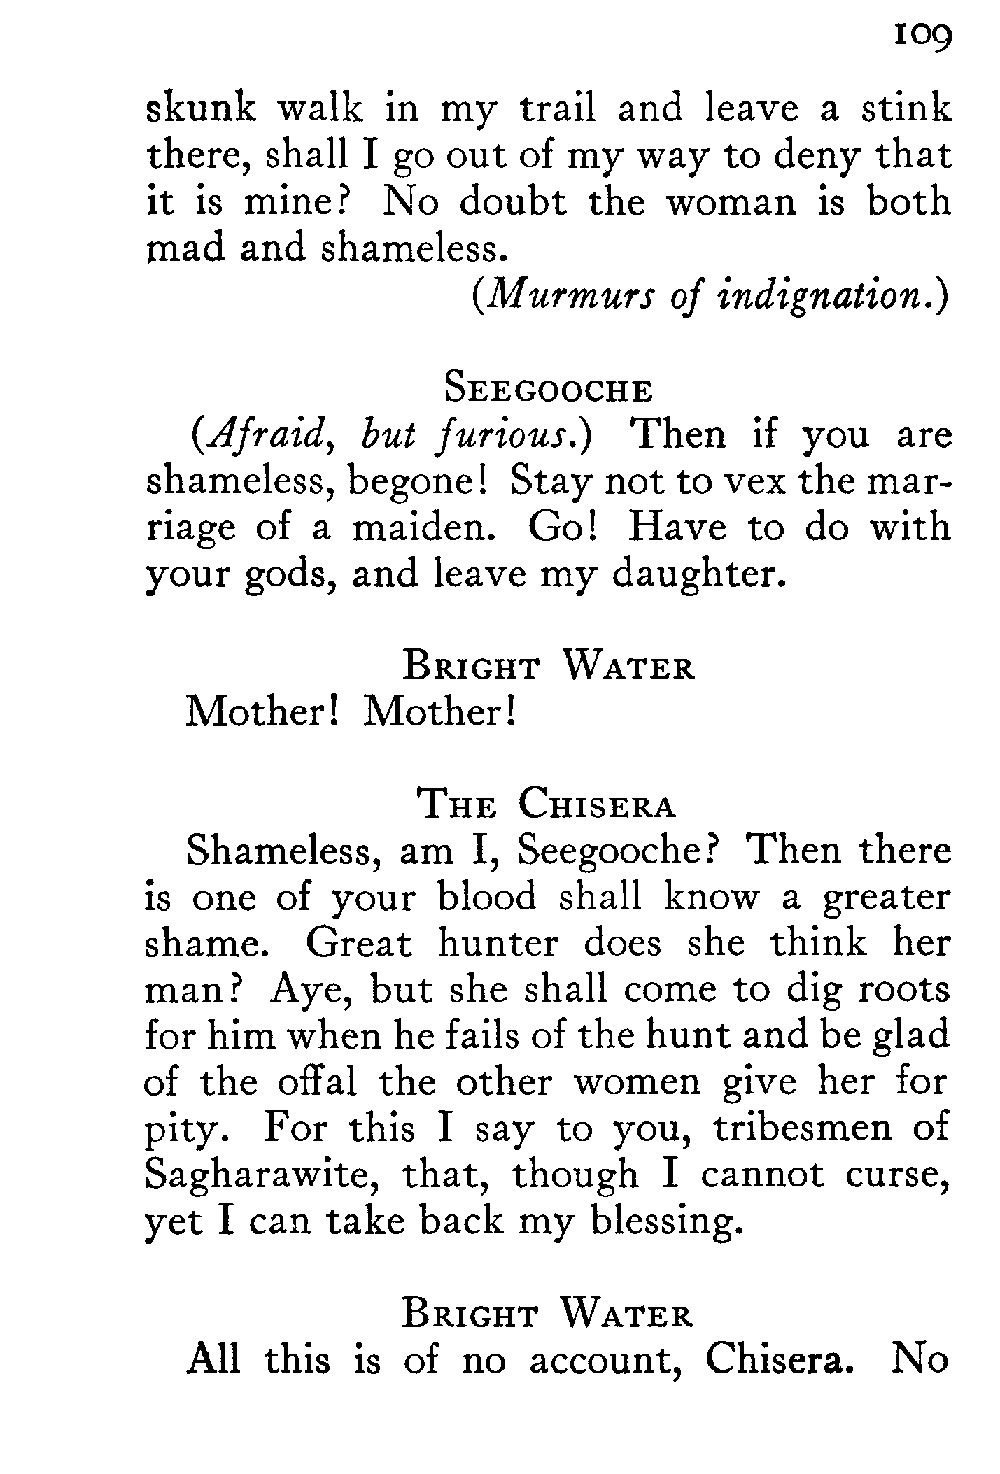 109
skunk walk in my trail and leave a stink
there, shall I go out of my way to deny that
it is mine? No doubt the woman is both
mad and shameless.
(Murmurs of indignation.)
SEEGOOCHE
(Afraid, but furious.) Then if you are
shameless, begone! Stay not to vex the mar-
riage of a maiden. Go! Have to do with
your gods, and leave my daughter.
BRIGHT WATER
Mother! Mother!
THE CHISERA
Shameless, am I, Seegooche? Then there
is one of your blood shall know a greater
shame. Great hunter does she think her
man? Aye, but she shall come to dig roots
for him when he fails of the hunt and be glad
of the offal the other women give her for
pity. For this I say to you, tribesmen of
Sagharawite, that, though I cannot curse,
yet I can take back my blessing.
BRIGHT WATER
All this is of no account, Chisera. No